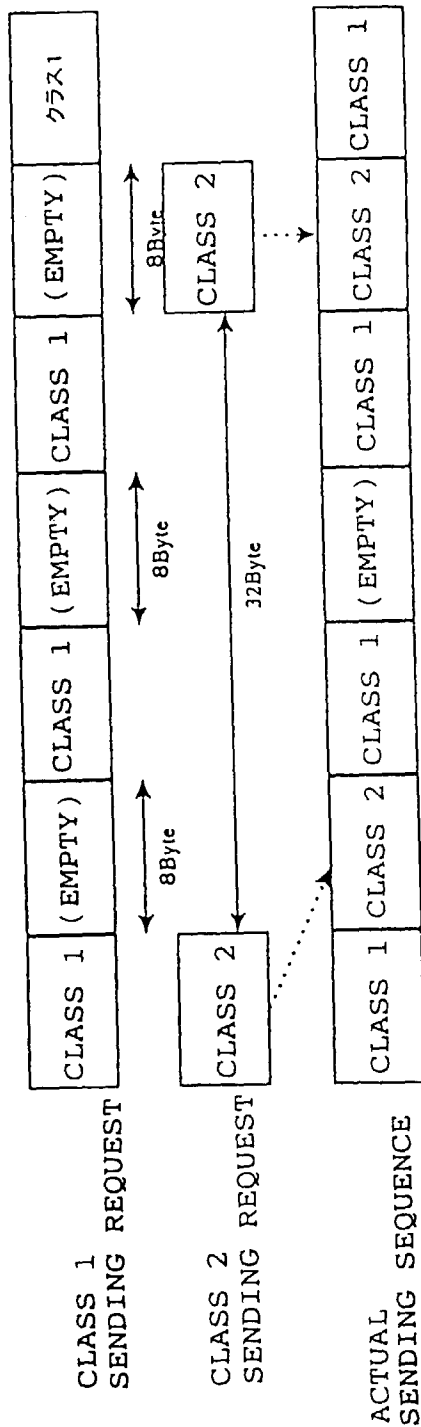 CLASS 1
SENDING REQUEST
CLASS 1
(EMPTY)
CLASS 1
(EMPTY)
CLASS 1
(EMPTY)
クラス1
8Byte
8Byte
8Byte
CLASS 2
SENDING REQUEST
CLASS 2
CLASS 2
32Byte
ACTUAL
SENDING SEQUENCE
CLASS 1
CLASS 2
CLASS 1
(EMPTY)
CLASS 1
CLASS 2
CLASS 1